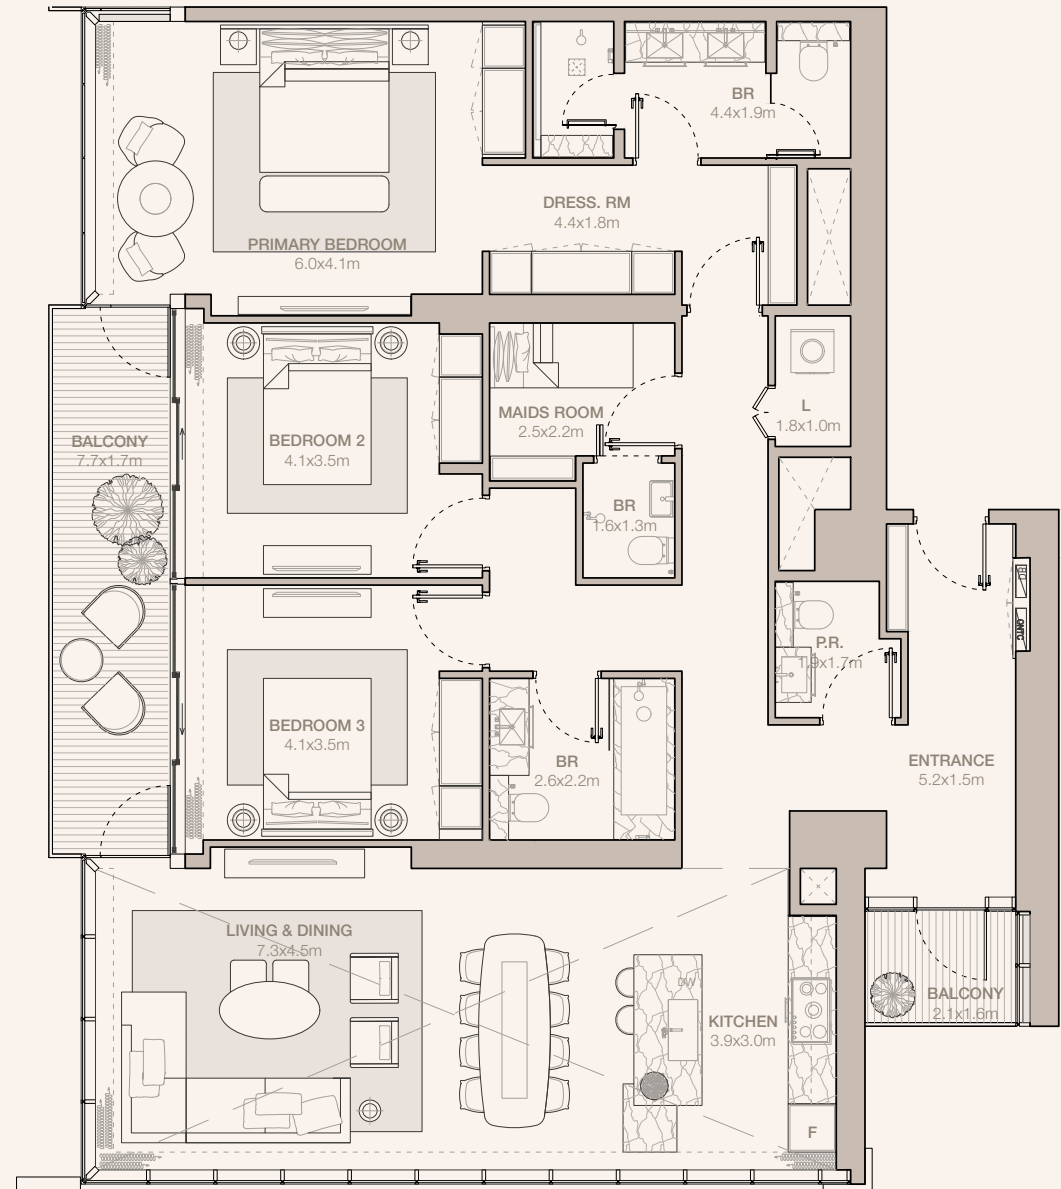 BR
4.4x1.9m
DRESS. RM
4.4x1.8m
PRIMARY BEDROOM
6.0x4.1m
MAIDS ROOM
2.5x2.2m
L
1.8x1.0m
BALCONY
7.7x1.7m
BEDROOM 2
4.1x3.5m
BR
1.6x1.3m
P.R.
1.9x1.7m
BEDROOM 3
4.1x3.5m
BR
2.6x2.2m
ENTRANCE
5.2x1.5m
LIVING & DINING
7.3x4.5m
DW
KITCHEN
3.9x3.0m
BALCONY
2.1x1.6m
F